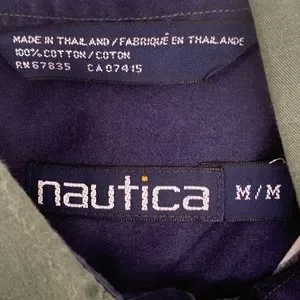 MADE IN THAILAND / FABRIQUÉ EN THAILANDE
100% COTTON / COTON
RN67835 CA07415
nautica M/M